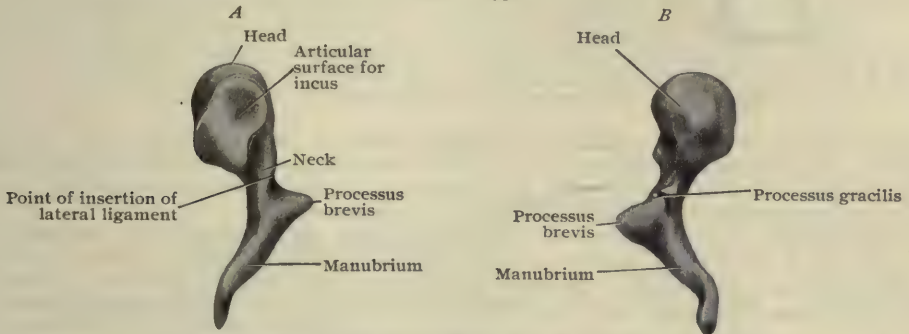 A
Head
Articular
surface for
incus
Neck
Point of insertion of
lateral ligament
Processus
brevis
Manubrium
B
Head
Processus gracilis
Processus
brevis
Manubrium